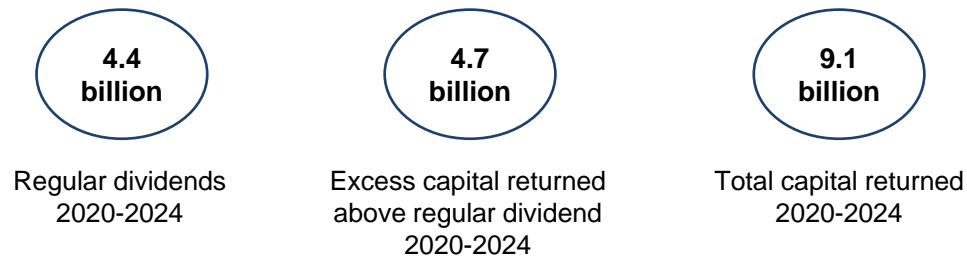 4.4
billion
4.7
billion
9.1
billion
Regular dividends
2020-2024
Excess capital returned
above regular dividend
2020-2024
Total capital returned
2020-2024